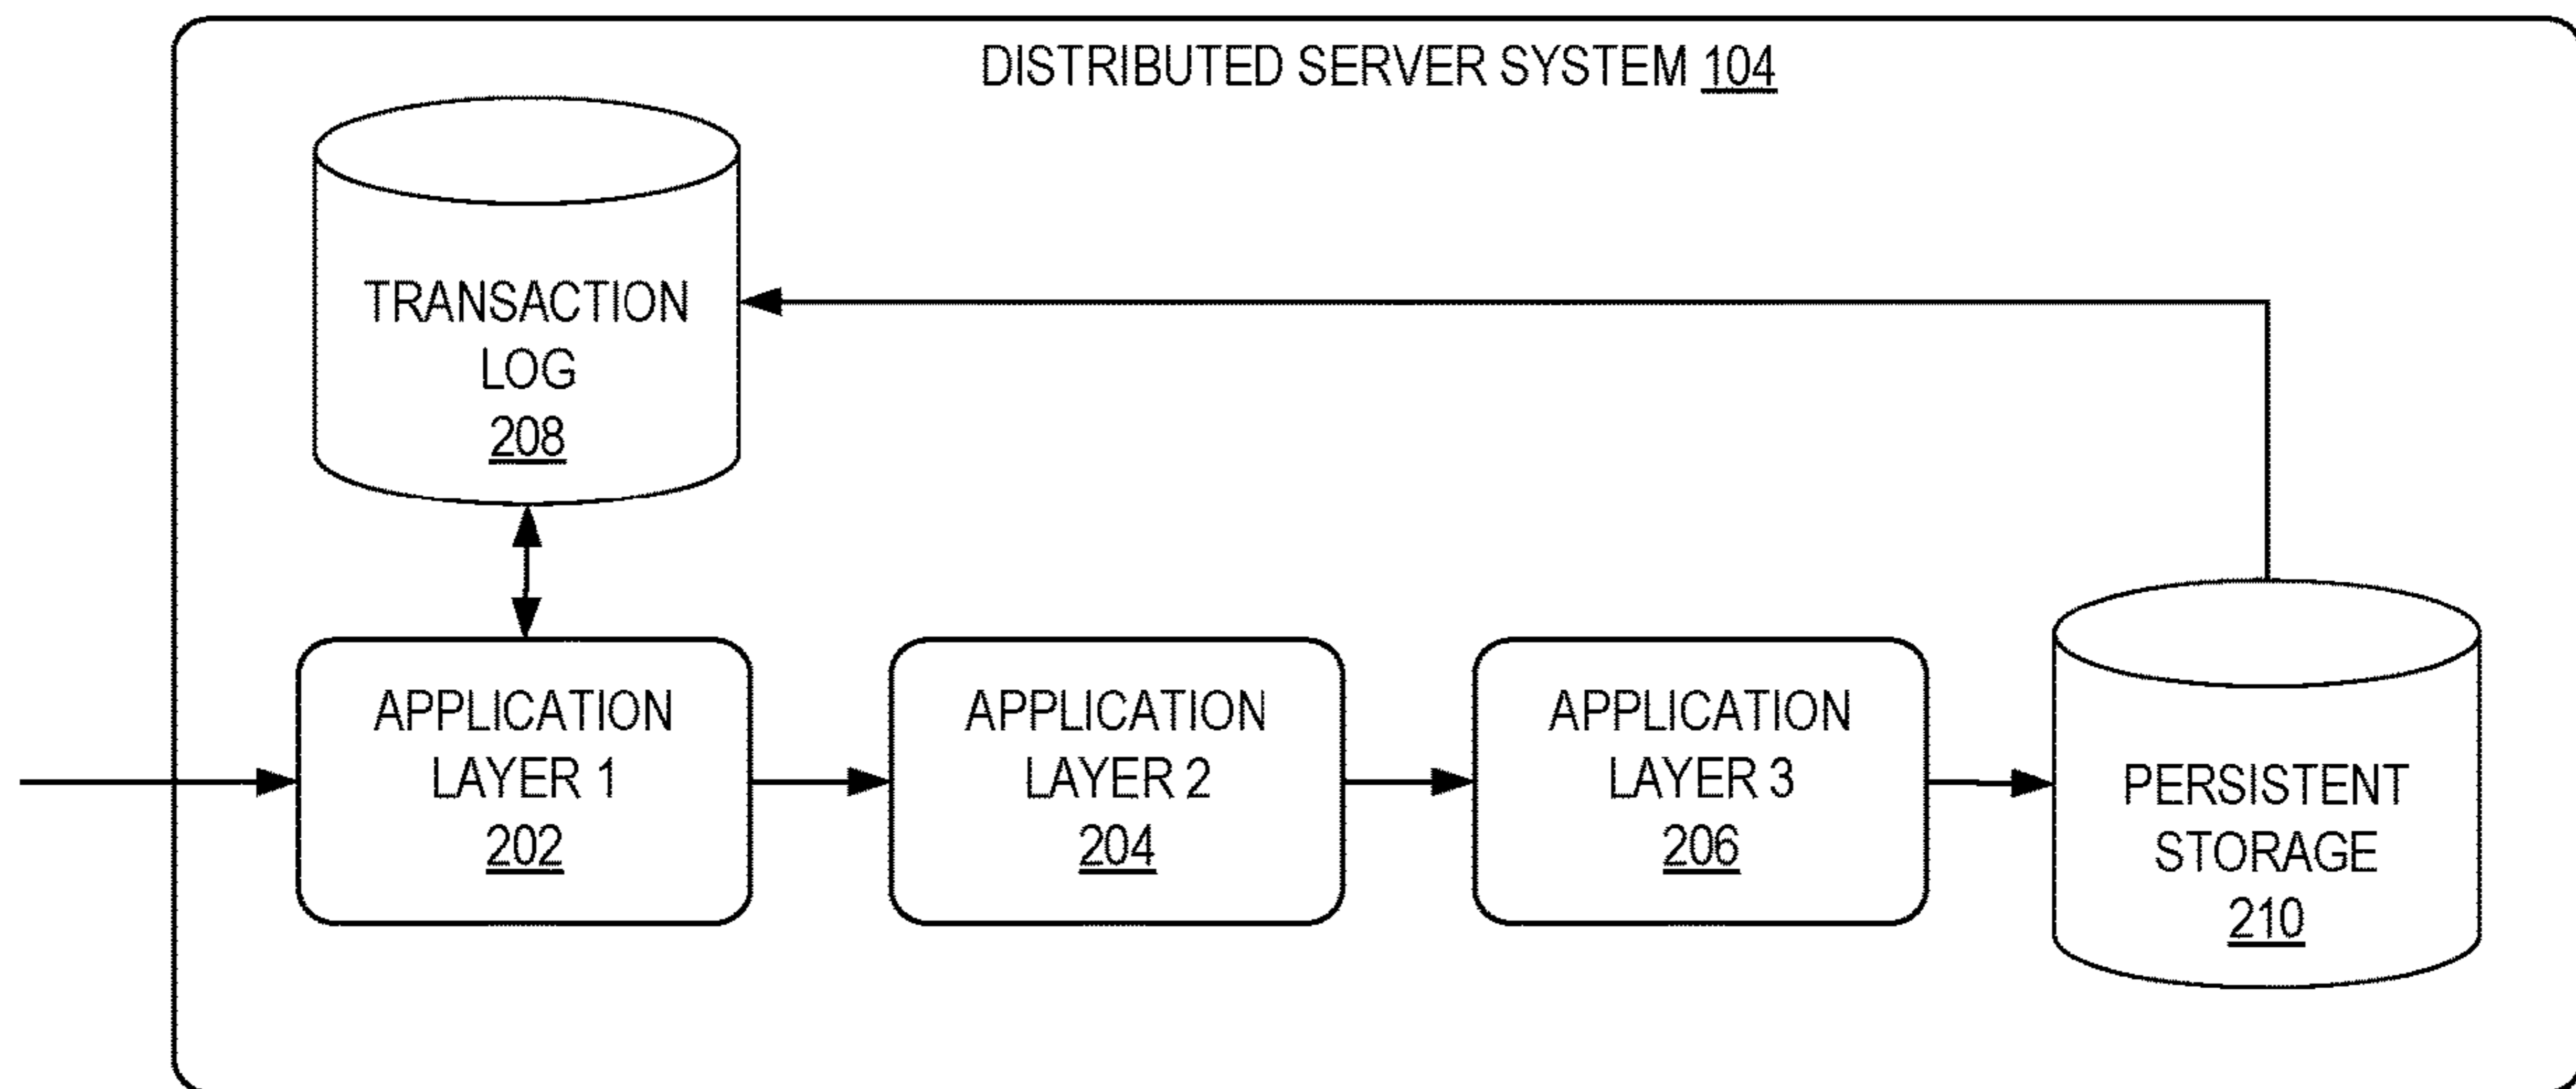 DISTRIBUTED SERVER SYSTEM 104
TRANSACTION
LOG
208
APPLICATION
LAYER 1
202
APPLICATION
LAYER 2
204
APPLICATION
LAYER 3
206
PERSISTENT
STORAGE
210